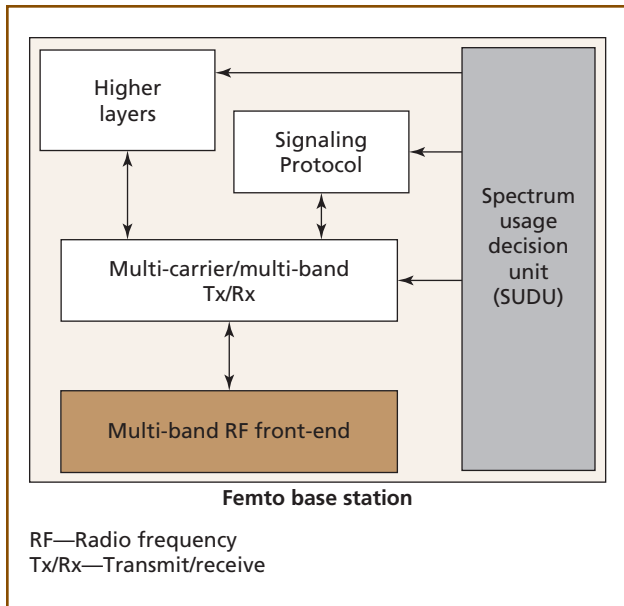 Higher
layers
Signaling
Protocol
Spectrum
usage
decision
unit
(SUDU)
Multi-carrier/multi-band
Tx/Rx
Multi-band RF front-end
Femto base station
RF—Radio frequency
Tx/Rx—Transmit/receive